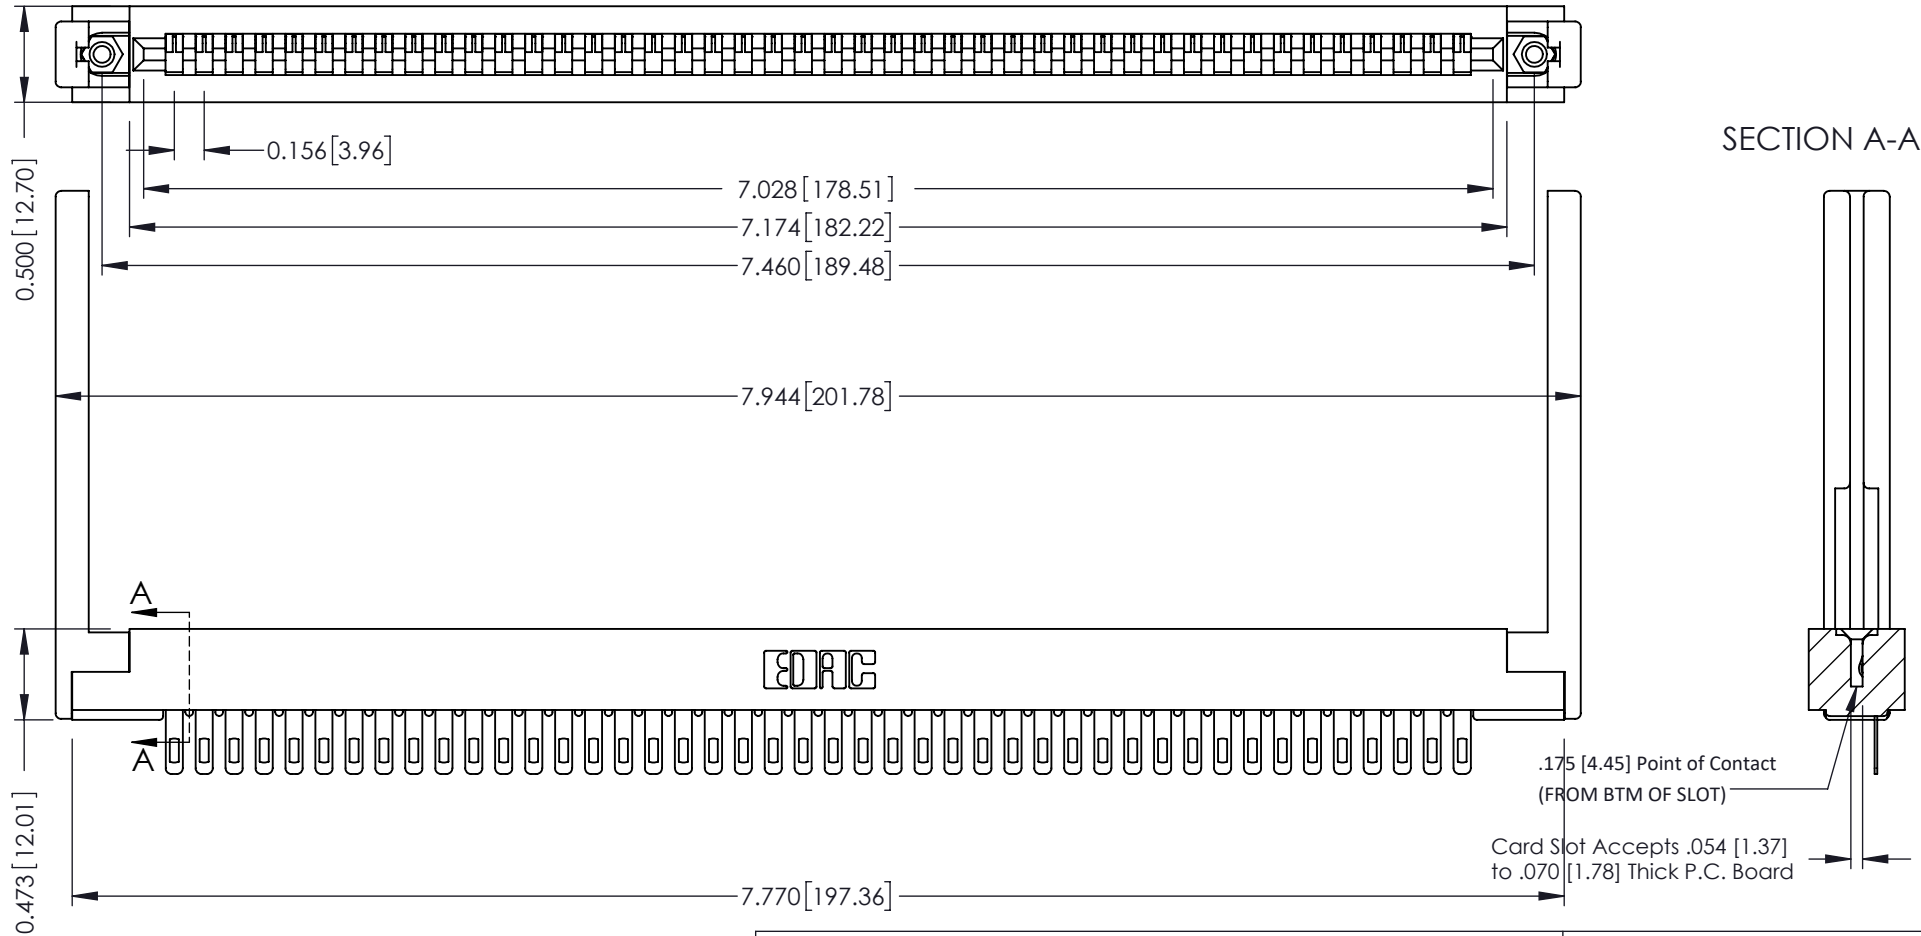 0.156[3.96]
SECTION A-A
0.500 [12.70]
7.028[178.51]
7.174[182.22]
7.460[189.48]
7.944[201.78]
A
EDAC
A
.175 [4.45] Point of Contact
(FROM BTM OF SLOT)
0.473 [12.01]
Card Slot Accepts .054 [1.37]
to .070 [1.78] Thick P.C. Board
7.770[197.36]